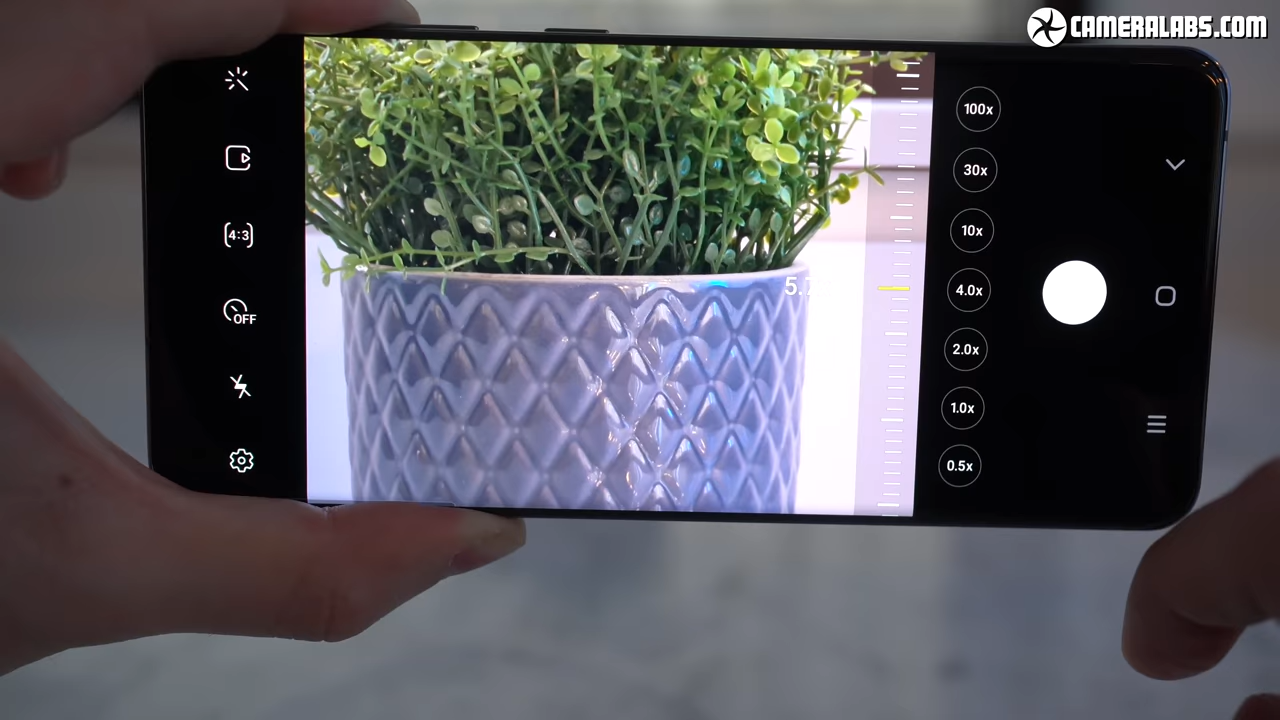 CAMERALABS.COM
100x
30x
10x
4:3
4.0x
OFF
2.0x
1.0x
0.5x